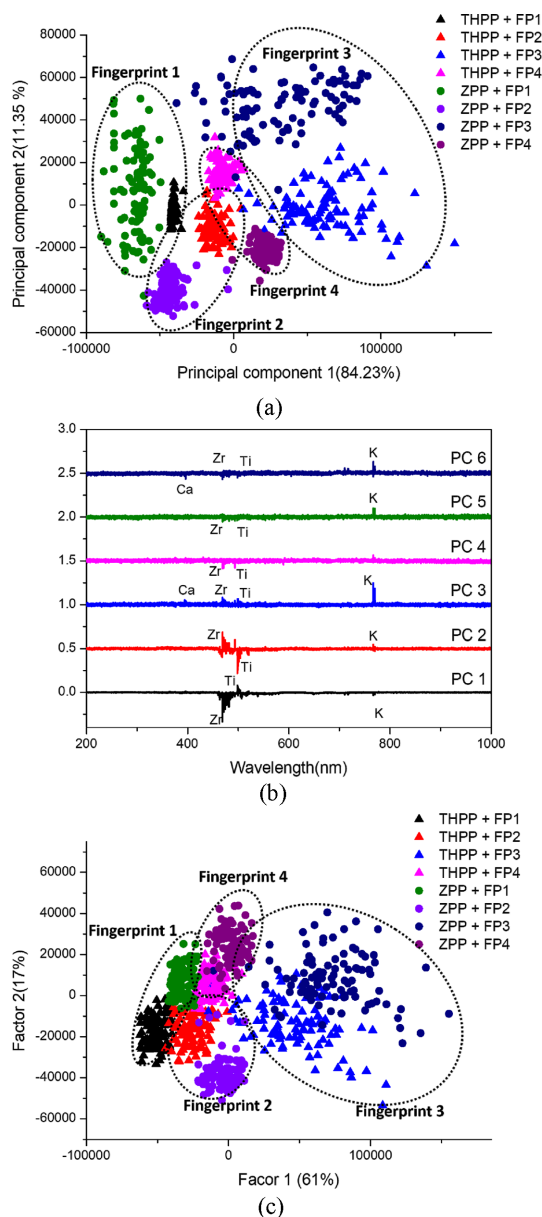 80000
60000
40000
20000
0
-20000
-40000
-60000
-100000
0
100000
Principal component 2(11.35 %)
Principal component 1(84.23%)
Fingerprint 1
Fingerprint 3
Fingerprint 4
Fingerprint 2
THPP + FP1
THPP + FP2
THPP + FP3
THPP + FP4
ZPP + FP1
ZPP + FP2
ZPP + FP3
ZPP + FP4
(a)
3.0
2.5
2.0
1.5
1.0
0.5
0.0
Zr Ti K PC 6
Ca
K PC 5
Zr Ti
PC 4
Zr Ti
Ca Zr Ti K PC 3
Zr K PC 2
Ti
Ti PC 1
Zr K
200 400 600 800 1000
Wavelength(nm)
(b)
80000
60000
40000
20000
0
-20000
-40000
-60000
-100000
0
100000
Factor 2(17%)
Facor 1 (61%)
Fingerprint 4
Fingerprint 1
Fingerprint 2
Fingerprint 3
THPP + FP1
THPP + FP2
THPP + FP3
THPP + FP4
ZPP + FP1
ZPP + FP2
ZPP + FP3
ZPP + FP4
(c)